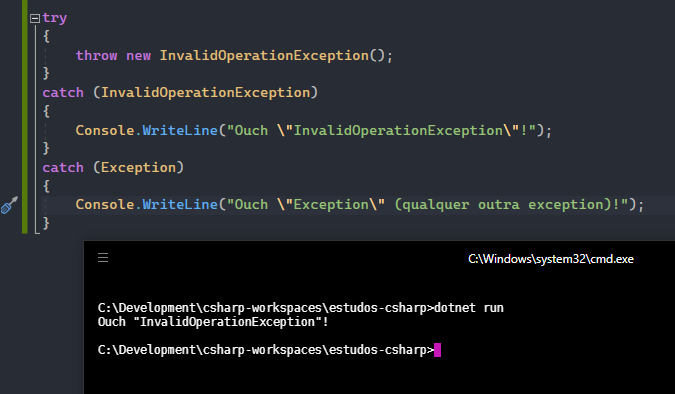 try
{
throw new InvalidOperationException();
}
catch (InvalidOperationException)
{
Console.WriteLine("Ouch \"InvalidOperationException\"!");
}
catch (Exception)
{
Console.WriteLine("Ouch \"Exception\" (qualquer outra exception)!");
}
C:\Windows\system32\cmd.exe
C:\Development\csharp-workspaces\estudos-csharp>dotnet run
Ouch "InvalidOperationException"!
C:\Development\csharp-workspaces\estudos-csharp>